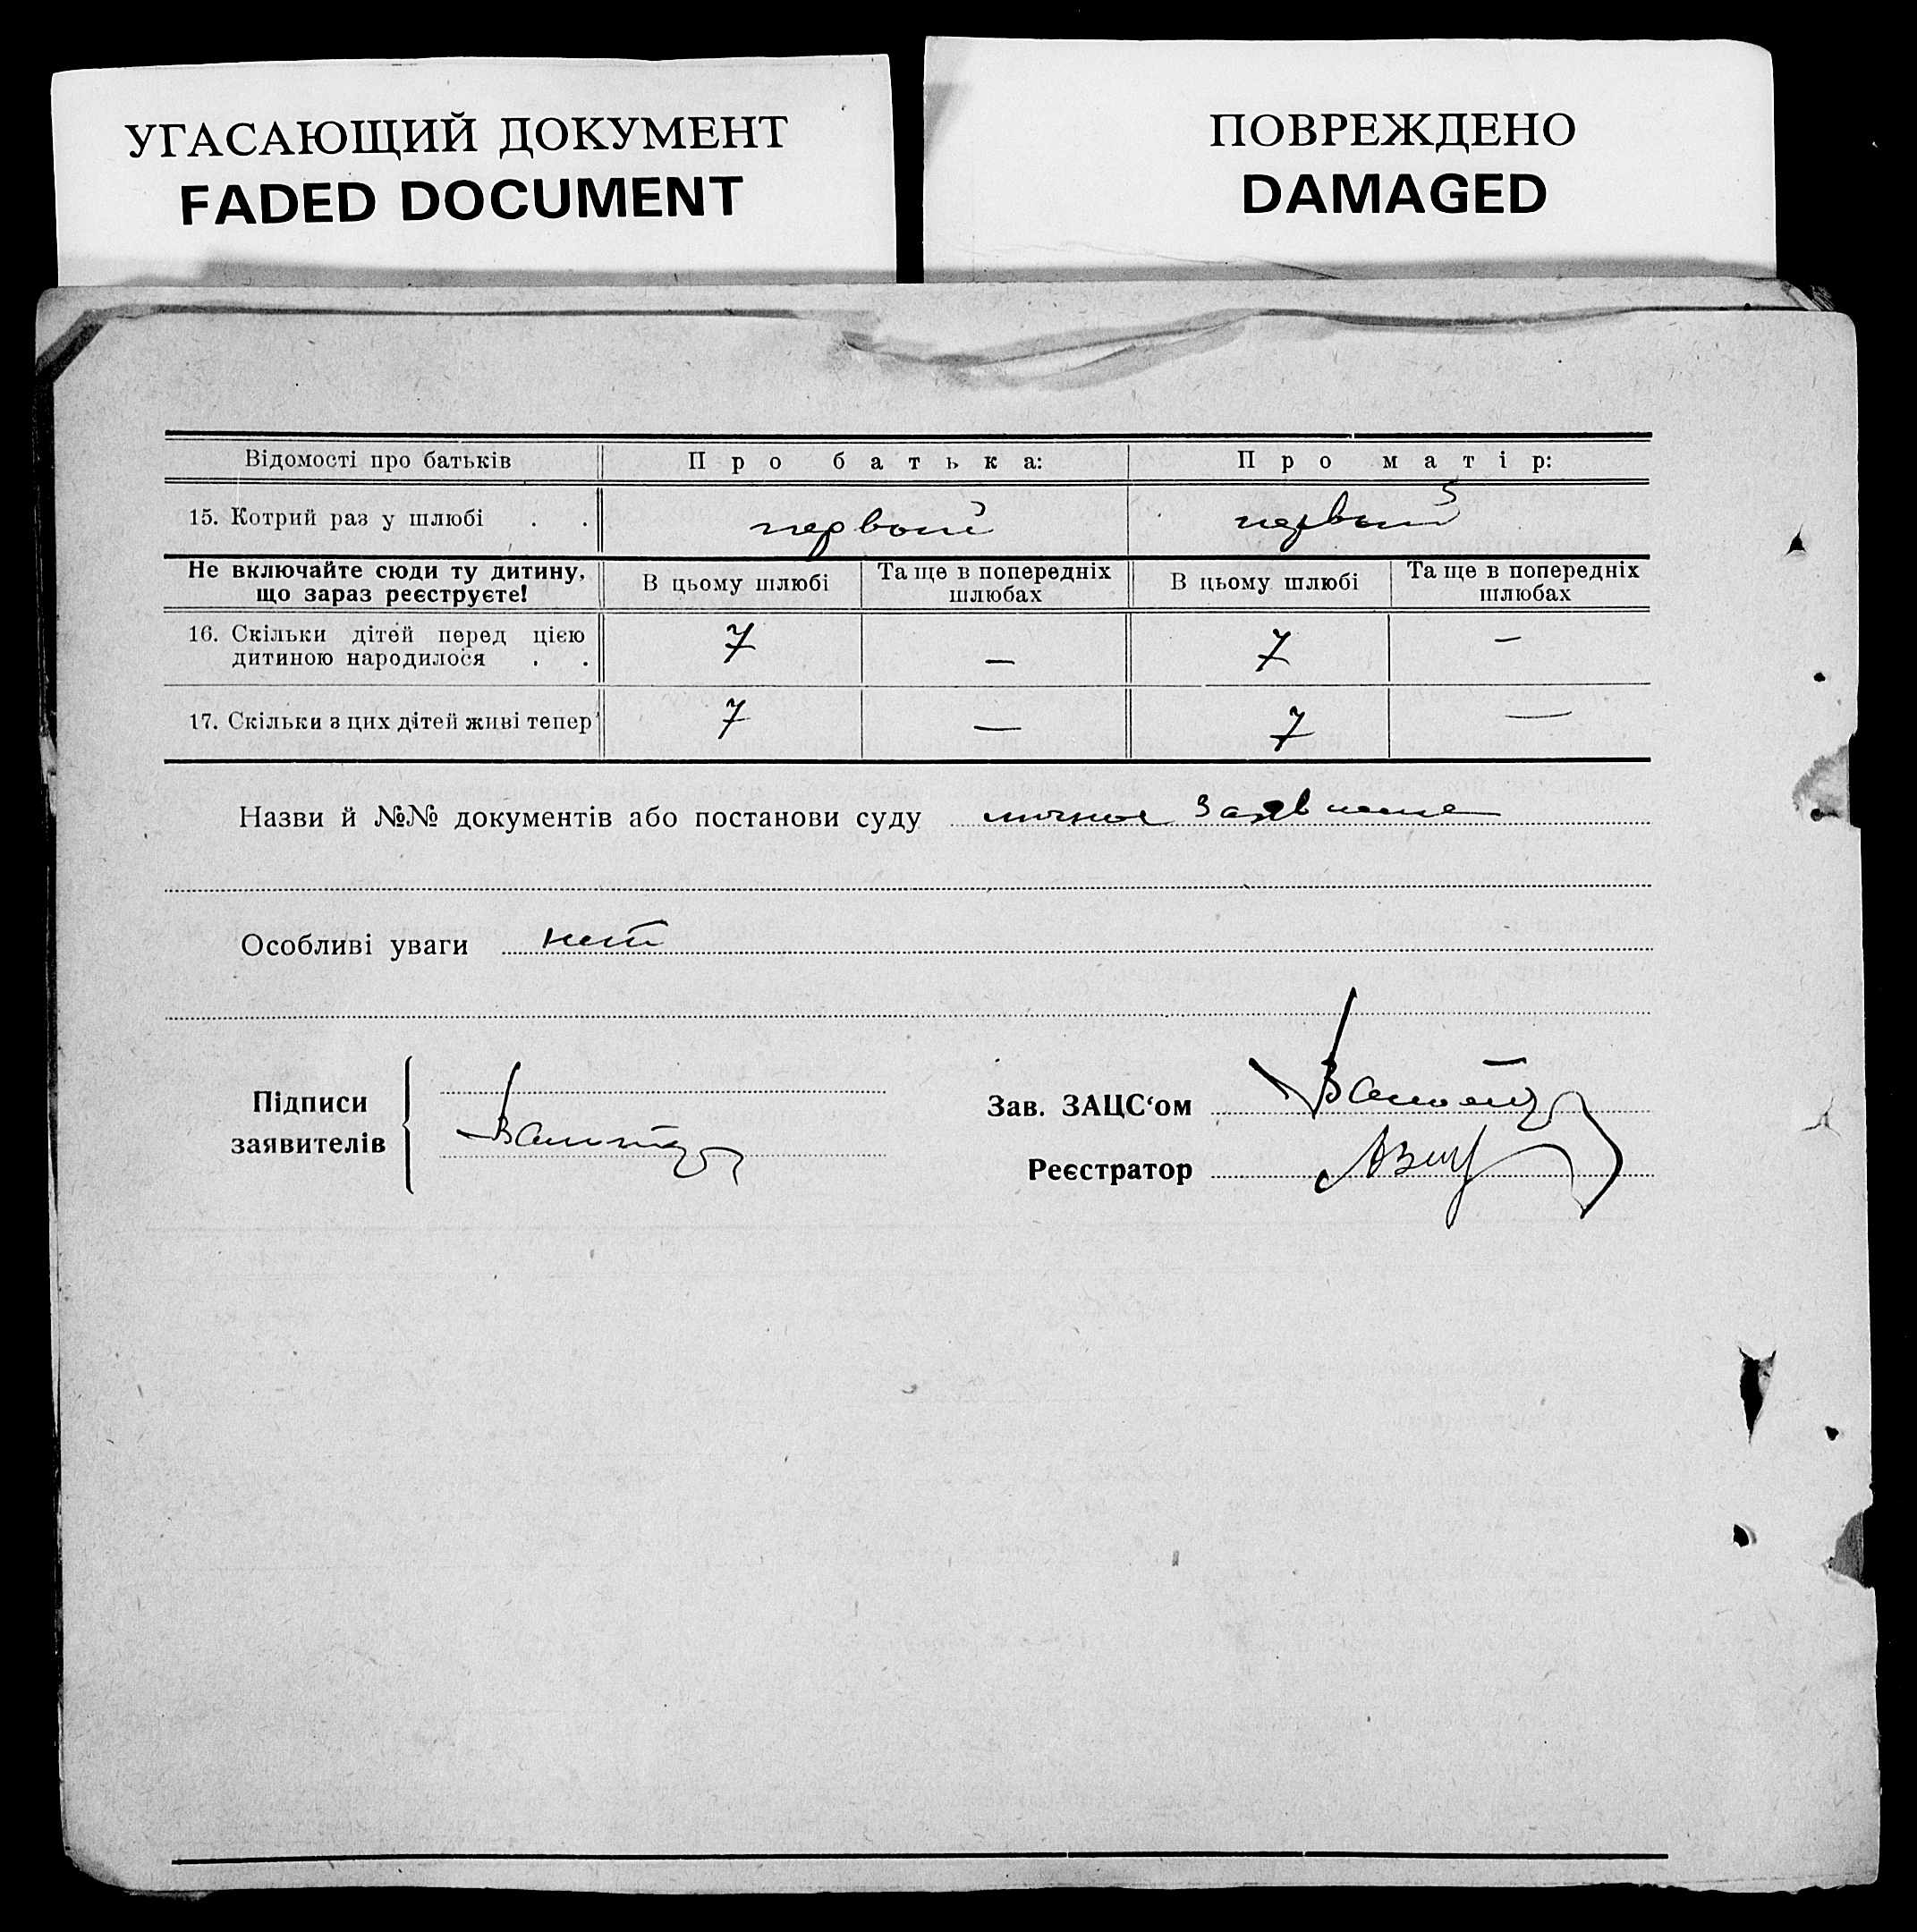 УГАСАЮЩИЙ ДОКУМЕНТ
FADED DOCUMENT
ПОВРЕЖДЕНО
DAMAGED
Відомості про батьків Про батька: Про матір:
15. Котрий раз у шлюбі . . первый первый
Не включайте сюди ту дитину, що зараз реєструєте! В цьому шлюбі Та ще в попередніх шлюбах В цьому шлюбі Та ще в попередніх шлюбах
16. Скільки дітей перед цією
дитиною народилося . . 7 — 7 —
17. Скільки з цих дітей живі тепер 7 — 7 —
Назви й №№ документів або постанови суду личное заявление
Особливі уваги нет
Підписи
заявителів
Зав. ЗАЦС‘ом
Реєстратор